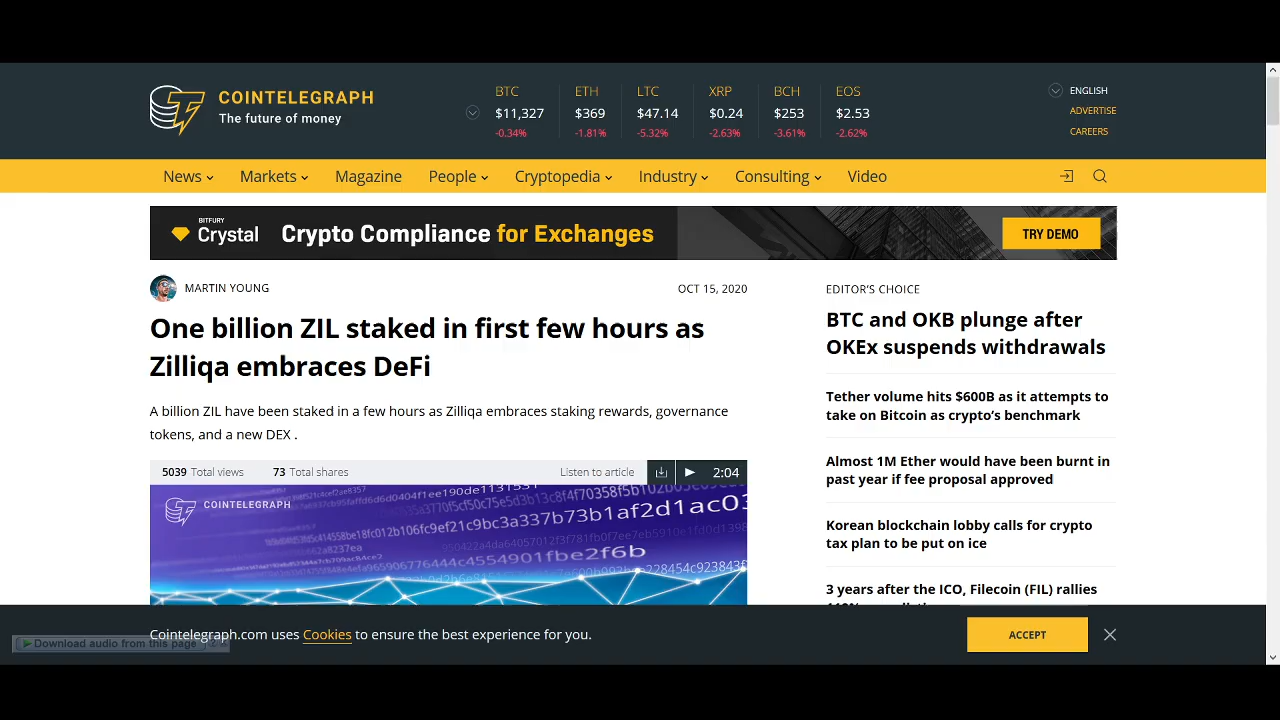 COINTELEGRAPH
The future of money
BTC
$11,327
-0.34%
ETH
$369
-1.81%
LTC
$47.14
-5.32%
XRP
$0.24
-2.63%
BCH
$253
-3.61%
EOS
$2.53
-2.62%
ENGLISH
ADVERTISE
CAREERS
News Markets Magazine People Cryptopedia Industry Consulting Video
BITFURY
Crystal
Crypto Compliance for Exchanges
TRY DEMO
MARTIN YOUNG
OCT 15, 2020
One billion ZIL staked in first few hours as
Zilliqa embraces DeFi
A billion ZIL have been staked in a few hours as Zilliqa embraces staking rewards, governance
tokens, and a new DEX .
5039 Total views 73 Total shares Listen to article 2:04
COINTELEGRAPH
EDITOR'S CHOICE
BTC and OKB plunge after
OKEx suspends withdrawals
Tether volume hits $600B as it attempts to
take on Bitcoin as crypto's benchmark
Almost 1M Ether would have been burnt in
past year if fee proposal approved
Korean blockchain lobby calls for crypto
tax plan to be put on ice
3 years after the ICO, Filecoin (FIL) rallies
Cointelegraph.com uses Cookies to ensure the best experience for you.
ACCEPT
Download audio from this page